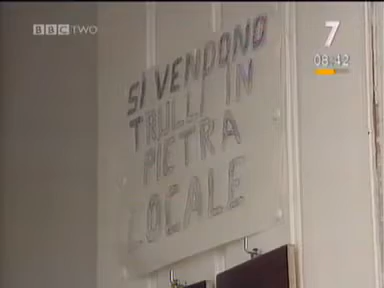 BBC TWO
7
08:42
SI VENDONO
TRULLI IN
PIETRA
LOCALE